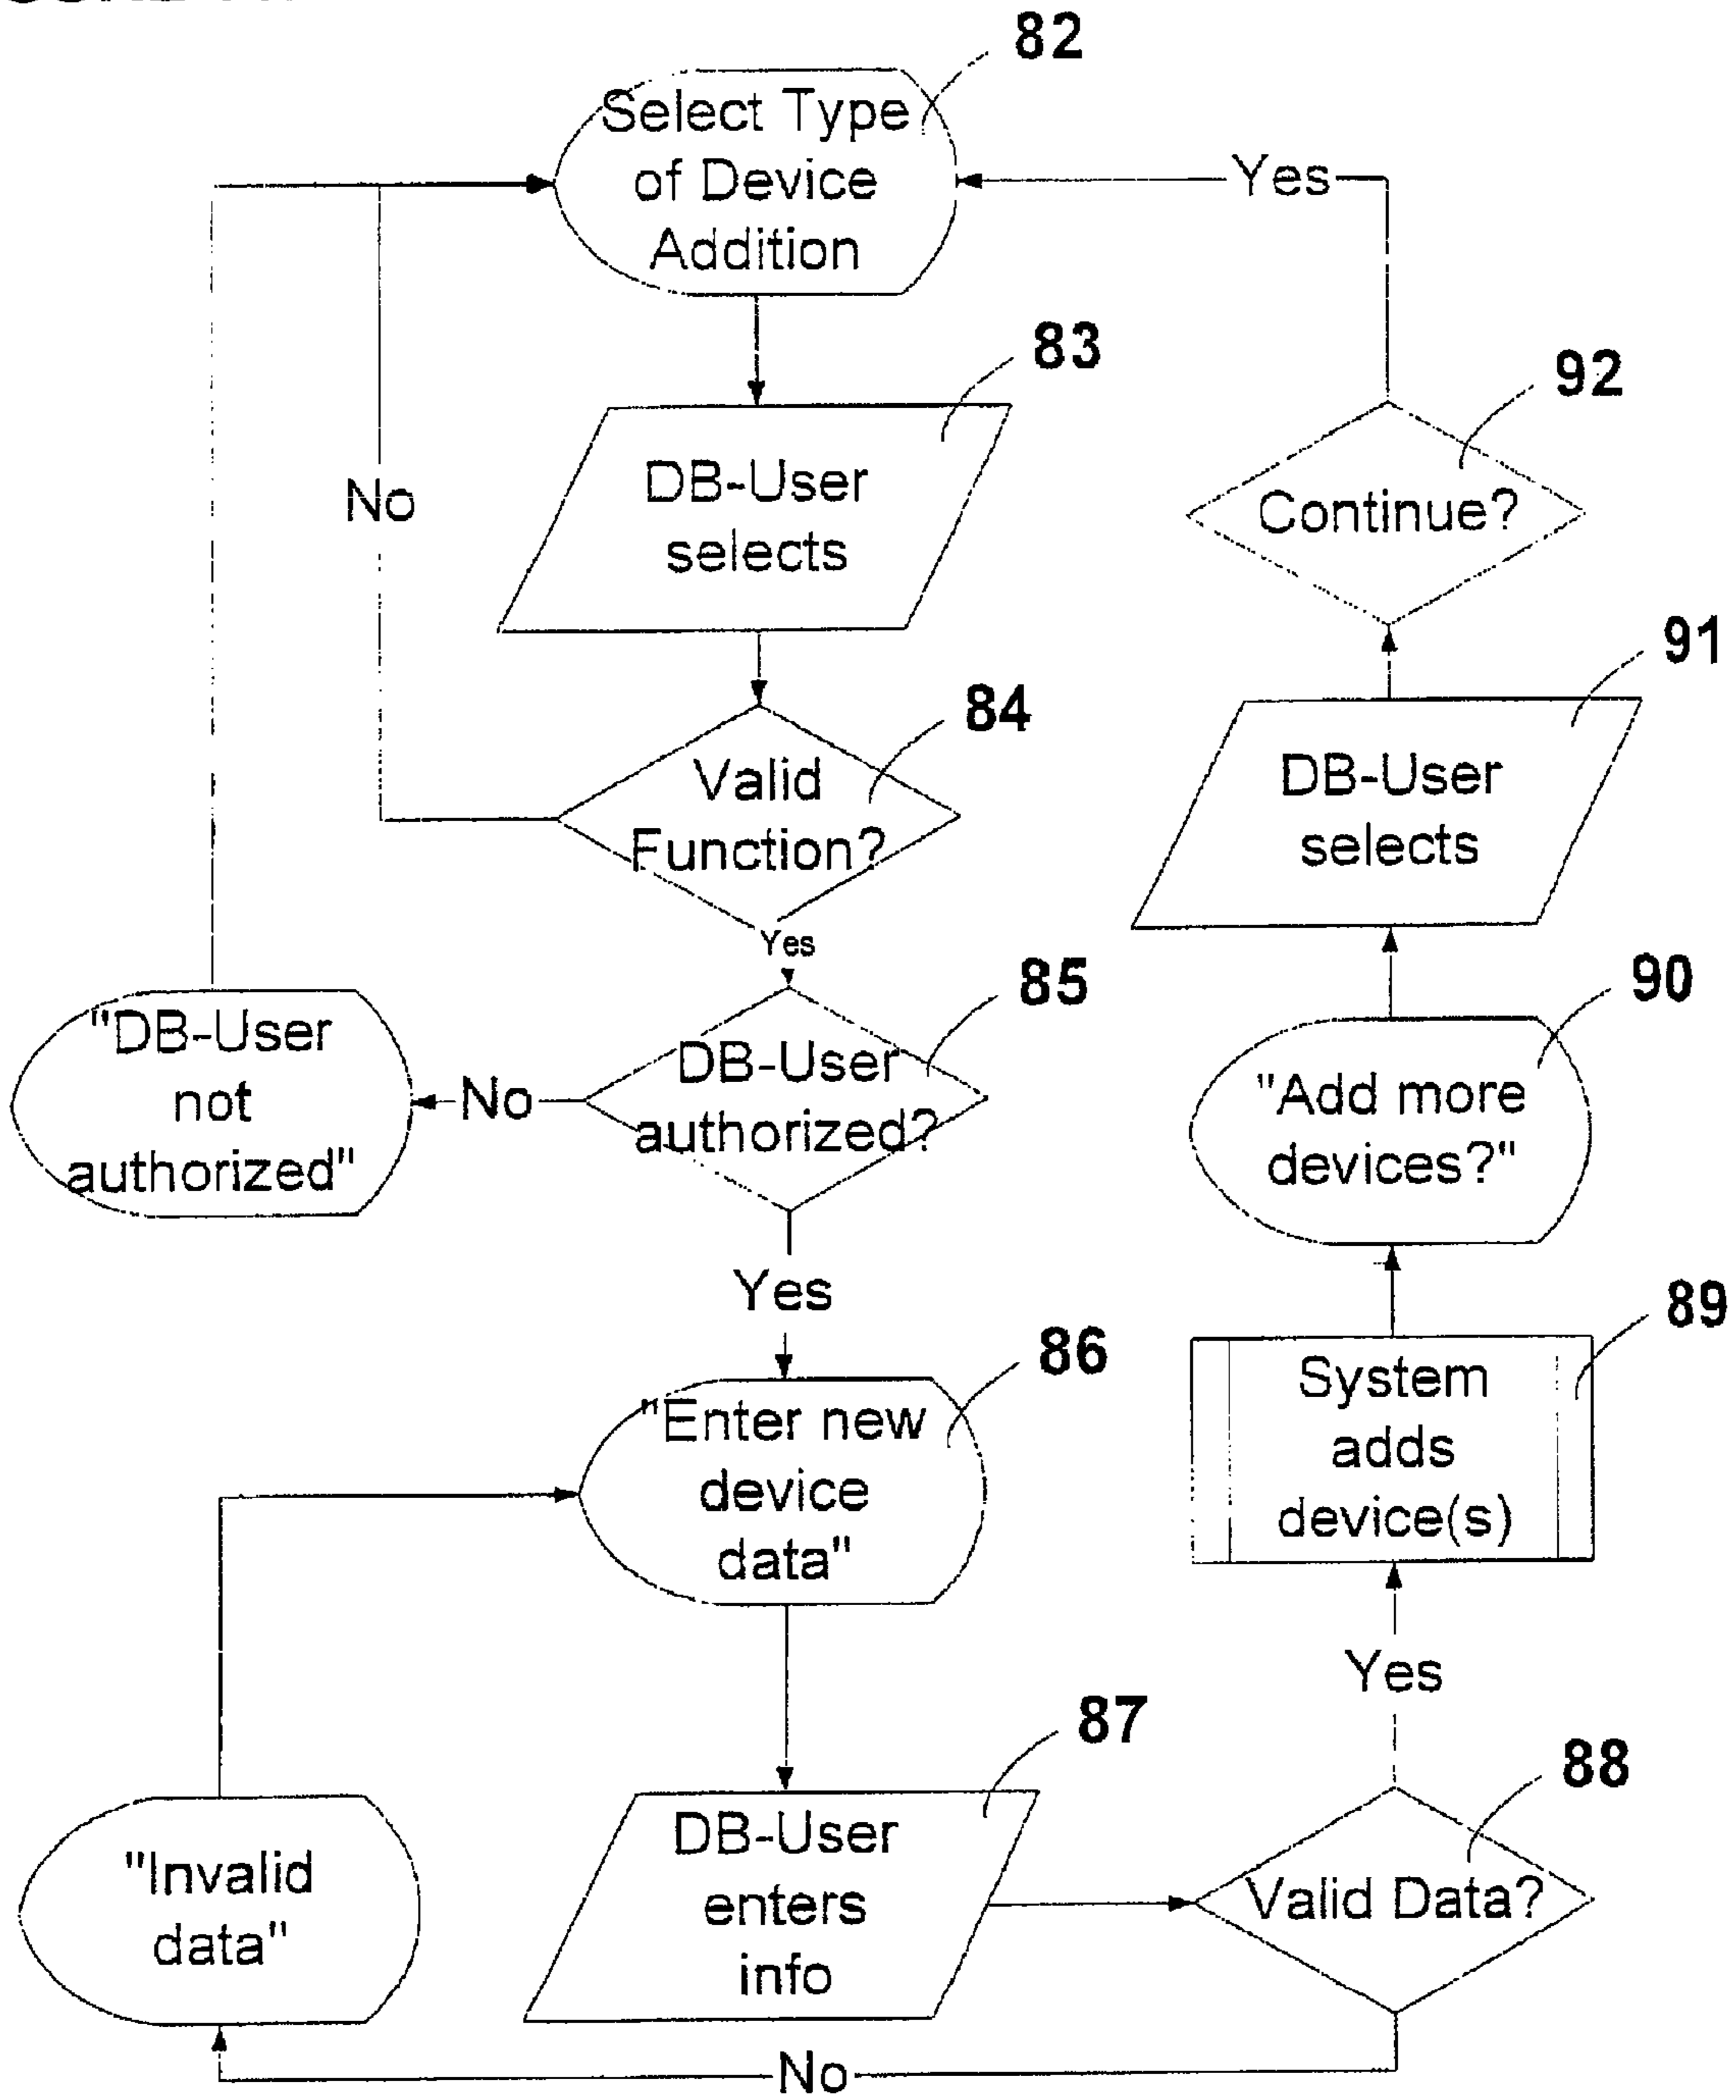 82
Select Type
of Device
Addition
Yes
83
DB-User
selects
No
92
Continue?
84
Valid
Function?
Yes
91
DB-User
selects
85
DB-User
authorized?
No
"DB-User
not
authorized"
90
"Add more
devices?"
Yes
86
"Enter new
device
data"
89
System
adds
device(s)
Yes
87
DB-User
enters
info
88
Valid Data?
"Invalid
data"
No